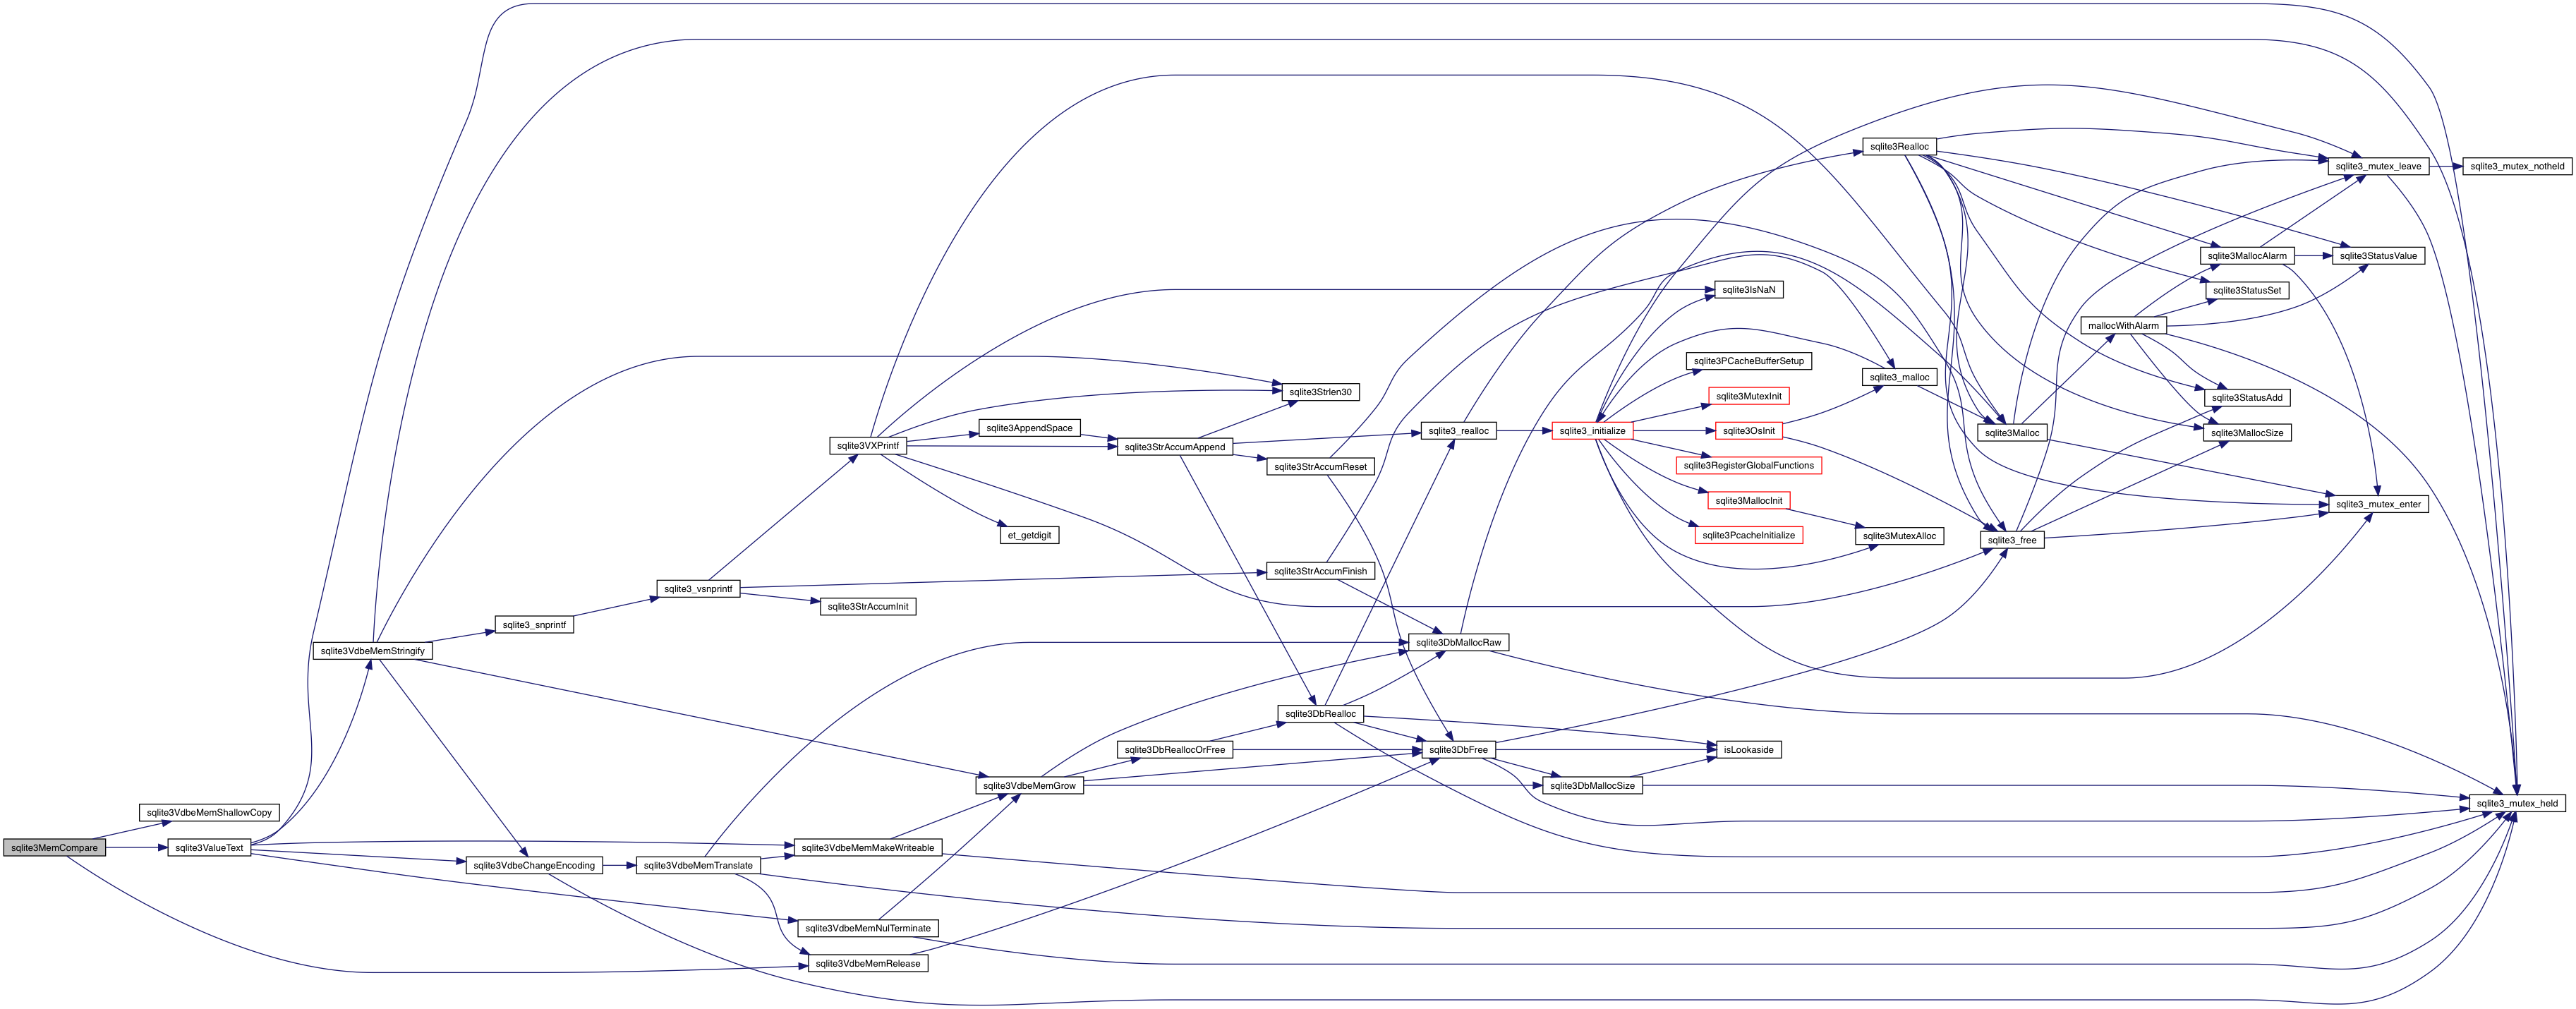 sqlite3MemCompare
sqlite3VdbeMemShallowCopy
sqlite3ValueText
sqlite3VdbeMemStringify
sqlite3VdbeChangeEncoding
sqlite3_snprintf
sqlite3_vsnprintf
sqlite3VdbeMemTranslate
sqlite3VdbeMemMakeWriteable
sqlite3VdbeMemNulTerminate
sqlite3VdbeMemRelease
sqlite3VXPrintf
sqlite3StrAccumInit
sqlite3AppendSpace
et_getdigit
sqlite3VdbeMemGrow
sqlite3StrAccumAppend
sqlite3DbReallocOrFree
sqlite3Strlen30
sqlite3StrAccumReset
sqlite3StrAccumFinish
sqlite3DbRealloc
sqlite3_realloc
sqlite3DbMallocRaw
sqlite3DbFree
sqlite3_initialize
sqlite3DbMallocSize
sqlite3IsNaN
sqlite3PCacheBufferSetup
sqlite3MutexInit
sqlite3OsInit
sqlite3RegisterGlobalFunctions
sqlite3MallocInit
sqlite3PcacheInitialize
isLookaside
sqlite3Realloc
sqlite3_malloc
sqlite3MutexAlloc
sqlite3Malloc
sqlite3_free
mallocWithAlarm
sqlite3MallocAlarm
sqlite3StatusSet
sqlite3StatusAdd
sqlite3MallocSize
sqlite3_mutex_leave
sqlite3StatusValue
sqlite3_mutex_enter
sqlite3_mutex_notheld
sqlite3_mutex_held